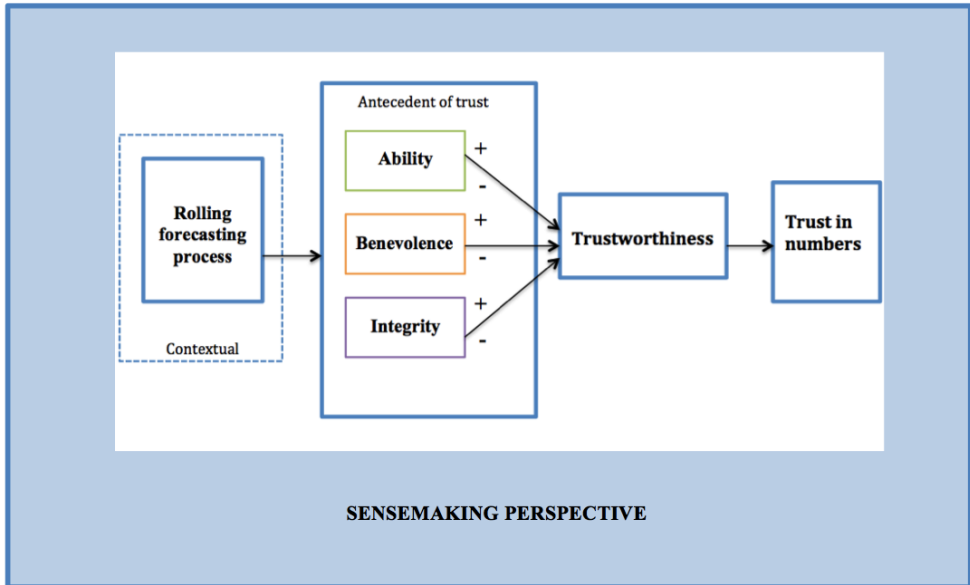 Antecedent of trust
Rolling
forecasting
process
Contextual
Ability
+
-
Benevolence
+
-
Integrity
+
-
Trustworthiness
Trust in
numbers
SENSEMAKING PERSPECTIVE